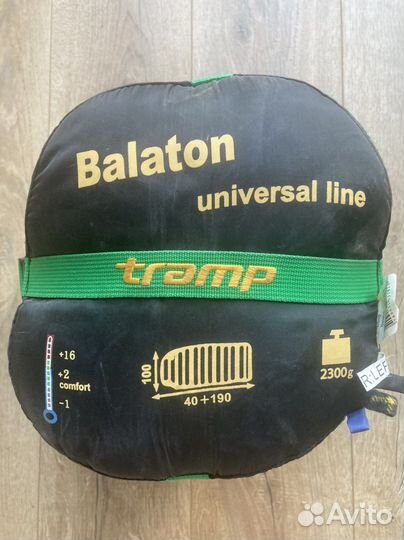 Balaton
universal line
tramp
+16
+2
comfort
-1
100
40+190
2300g
R:LEF
Avito